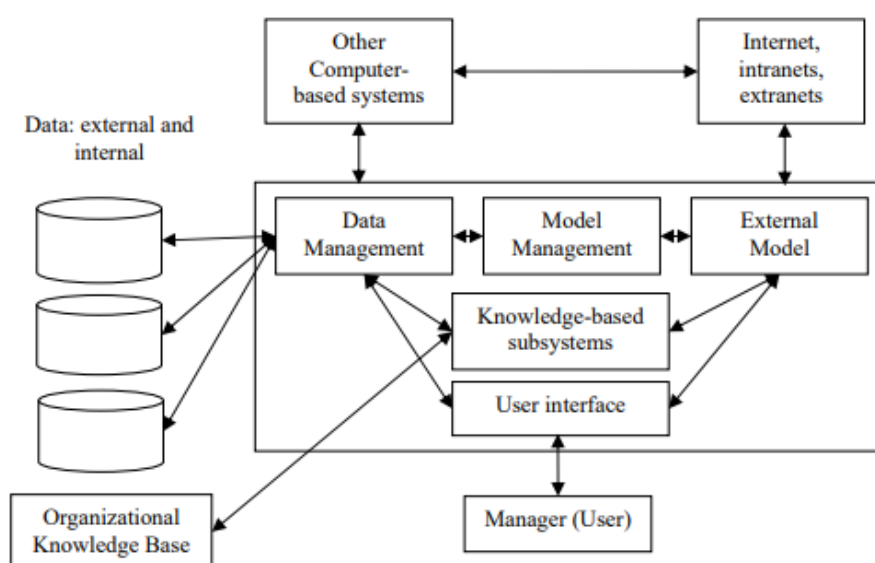 Other
Computer-
based systems
Internet,
intranets,
extranets
Data: external and
internal
Data
Management
Model
Management
External
Model
Knowledge-based
subsystems
User interface
Organizational
Knowledge Base
Manager (User)